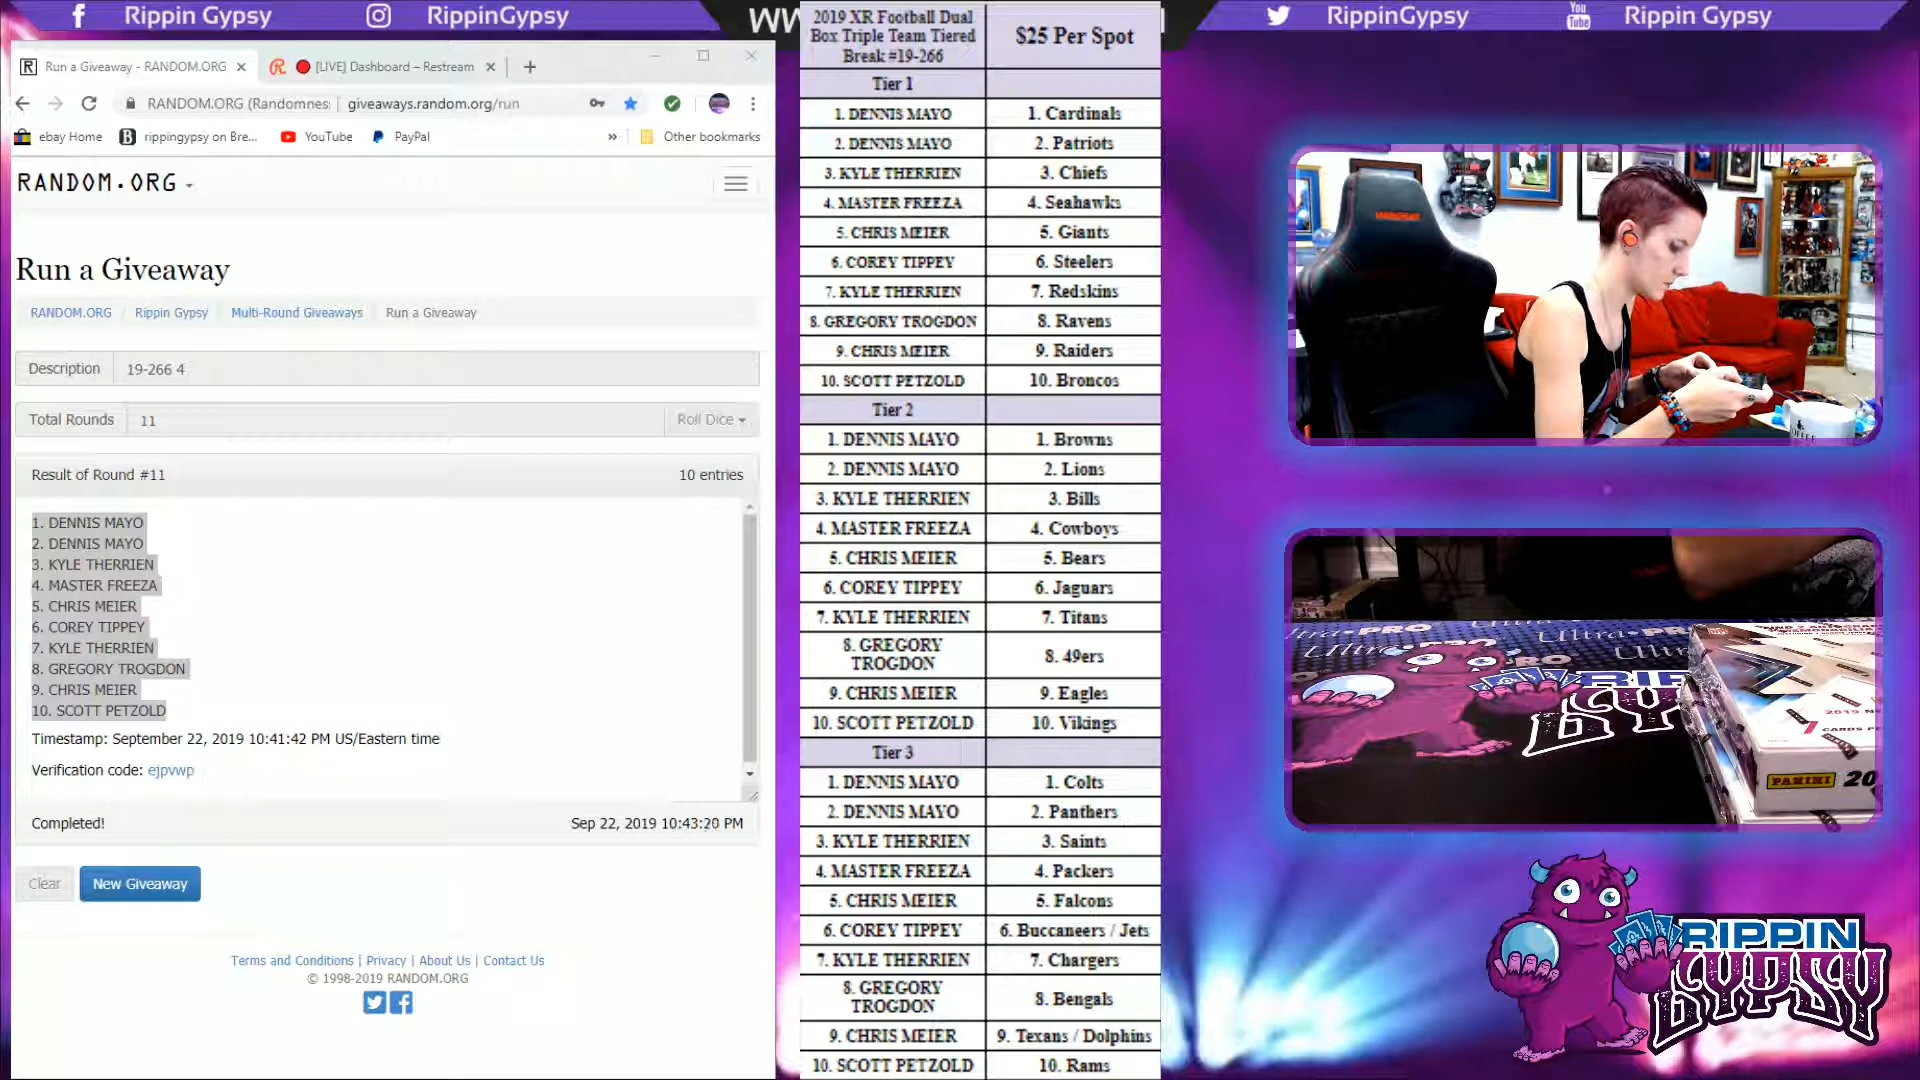 Rippin Gypsy
RippinGypsy
RippinGypsy
Rippin Gypsy
Run a Giveaway - RANDOM.ORG
[LIVE] Dashboard – Restream
RANDOM.ORG (Randomnes:
giveaways.random.org/run
ebay Home
rippingypsy on Bre...
YouTube
PayPal
»
Other bookmarks
RANDOM.ORG
Run a Giveaway
RANDOM.ORG / Rippin Gypsy Multi-Round Giveaways Run a Giveaway
Description 19-266 4
Total Rounds 11 Roll Dice
Result of Round #11 10 entries
1. DENNIS MAYO
2. DENNIS MAYO
3. KYLE THERRIEN
4. MASTER FREEZA
5. CHRIS MEIER
6. COREY TIPPEY
7. KYLE THERRIEN
8. GREGORY TROGDON
9. CHRIS MEIER
10. SCOTT PETZOLD
Timestamp: September 22, 2019 10:41:42 PM US/Eastern time
Verification code: ejpvwp
Completed! Sep 22, 2019 10:43:20 PM
Clear New Giveaway
Terms and Conditions | Privacy | About Us | Contact Us
© 1998-2019 RANDOM.ORG
2019 XR Football Dual
Box Triple Team Tiered
Break #19-266
$25 Per Spot
Tier 1
1. DENNIS MAYO 1. Cardinals
2. DENNIS MAYO 2. Patriots
3. KYLE THERRIEN 3. Chiefs
4. MASTER FREEZA 4. Seahawks
5. CHRIS MEIER 5. Giants
6. COREY TIPPEY 6. Steelers
7. KYLE THERRIEN 7. Redskins
8. GREGORY TROGDON 8. Ravens
9. CHRIS MEIER 9. Raiders
10. SCOTT PETZOLD 10. Broncos
Tier 2
1. DENNIS MAYO 1. Browns
2. DENNIS MAYO 2. Lions
3. KYLE THERRIEN 3. Bills
4. MASTER FREEZA 4. Cowboys
5. CHRIS MEIER 5. Bears
6. COREY TIPPEY 6. Jaguars
7. KYLE THERRIEN 7. Titans
8. GREGORY
TROGDON 8. 49ers
9. CHRIS MEIER 9. Eagles
10. SCOTT PETZOLD 10. Vikings
Tier 3
1. DENNIS MAYO 1. Colts
2. DENNIS MAYO 2. Panthers
3. KYLE THERRIEN 3. Saints
4. MASTER FREEZA 4. Packers
5. CHRIS MEIER 5. Falcons
6. COREY TIPPEY 6. Buccaneers / Jets
7. KYLE THERRIEN 7. Chargers
8. GREGORY
TROGDON 8. Bengals
9. CHRIS MEIER 9. Texans / Dolphins
10. SCOTT PETZOLD 10. Rams
PANINI 20
RIPPIN
GYPSY